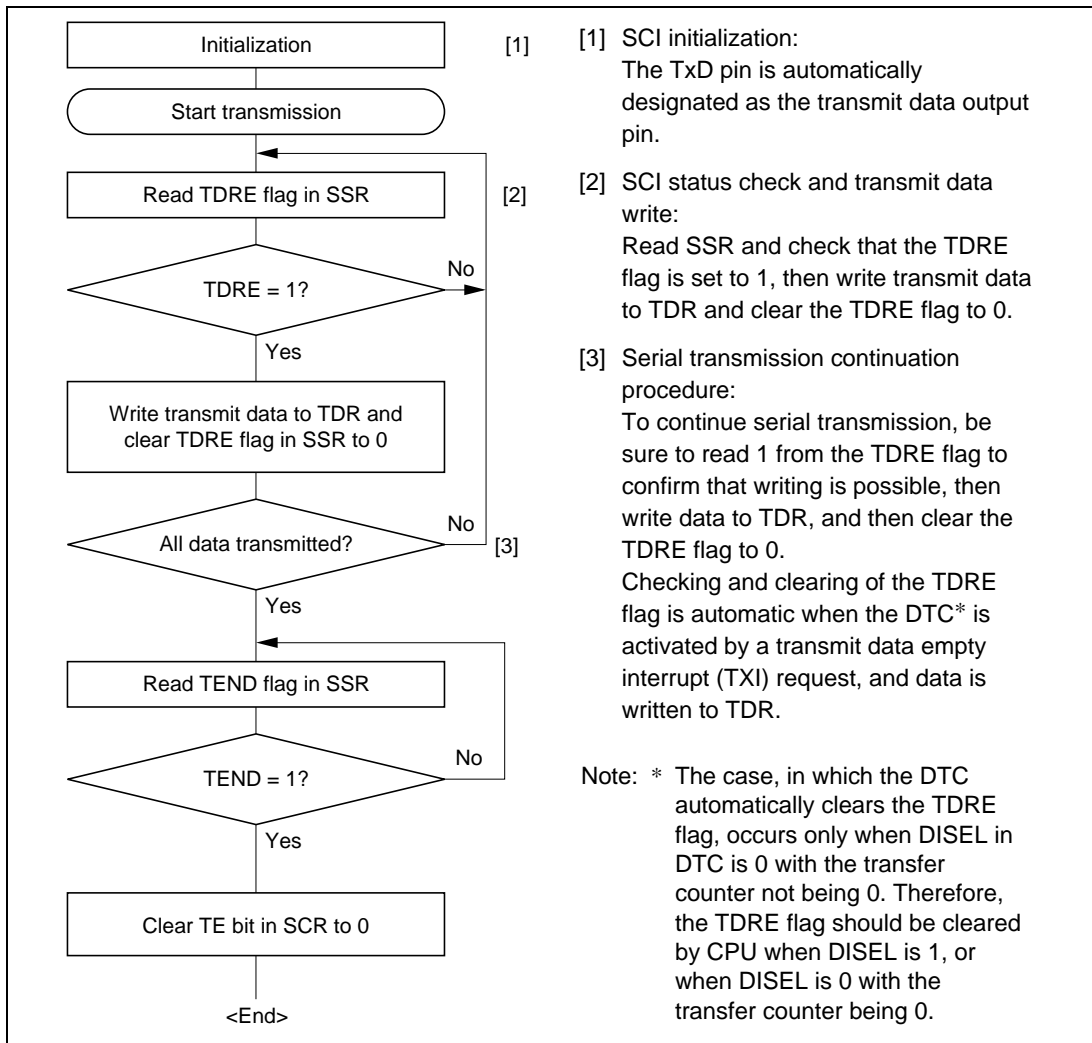 Initialization
[1]
Start transmission
Read TDRE flag in SSR
[2]
No
TDRE = 1?
Yes
Write transmit data to TDR and
clear TDRE flag in SSR to 0
No
All data transmitted?
[3]
Yes
Read TEND flag in SSR
No
TEND = 1?
Yes
Clear TE bit in SCR to 0
<End>
[1] SCI initialization:
The TxD pin is automatically
designated as the transmit data output
pin.
[2] SCI status check and transmit data
write:
Read SSR and check that the TDRE
flag is set to 1, then write transmit data
to TDR and clear the TDRE flag to 0.
[3] Serial transmission continuation
procedure:
To continue serial transmission, be
sure to read 1 from the TDRE flag to
confirm that writing is possible, then
write data to TDR, and then clear the
TDRE flag to 0.
Checking and clearing of the TDRE
flag is automatic when the DTC* is
activated by a transmit data empty
interrupt (TXI) request, and data is
written to TDR.
Note: * The case, in which the DTC
automatically clears the TDRE
flag, occurs only when DISEL in
DTC is 0 with the transfer
counter not being 0. Therefore,
the TDRE flag should be cleared
by CPU when DISEL is 1, or
when DISEL is 0 with the
transfer counter being 0.